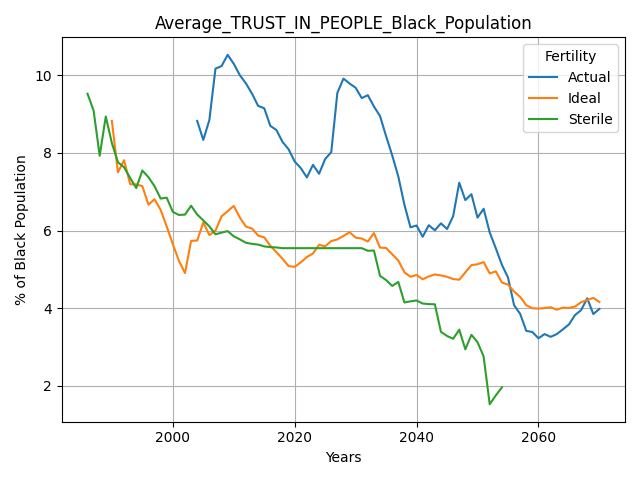 Average_TRUST_IN_PEOPLE_Black_Population
Fertility
Actual
Ideal
Sterile
% of Black Population
10
8
6
4
2
2000
2020
2040
2060
Years